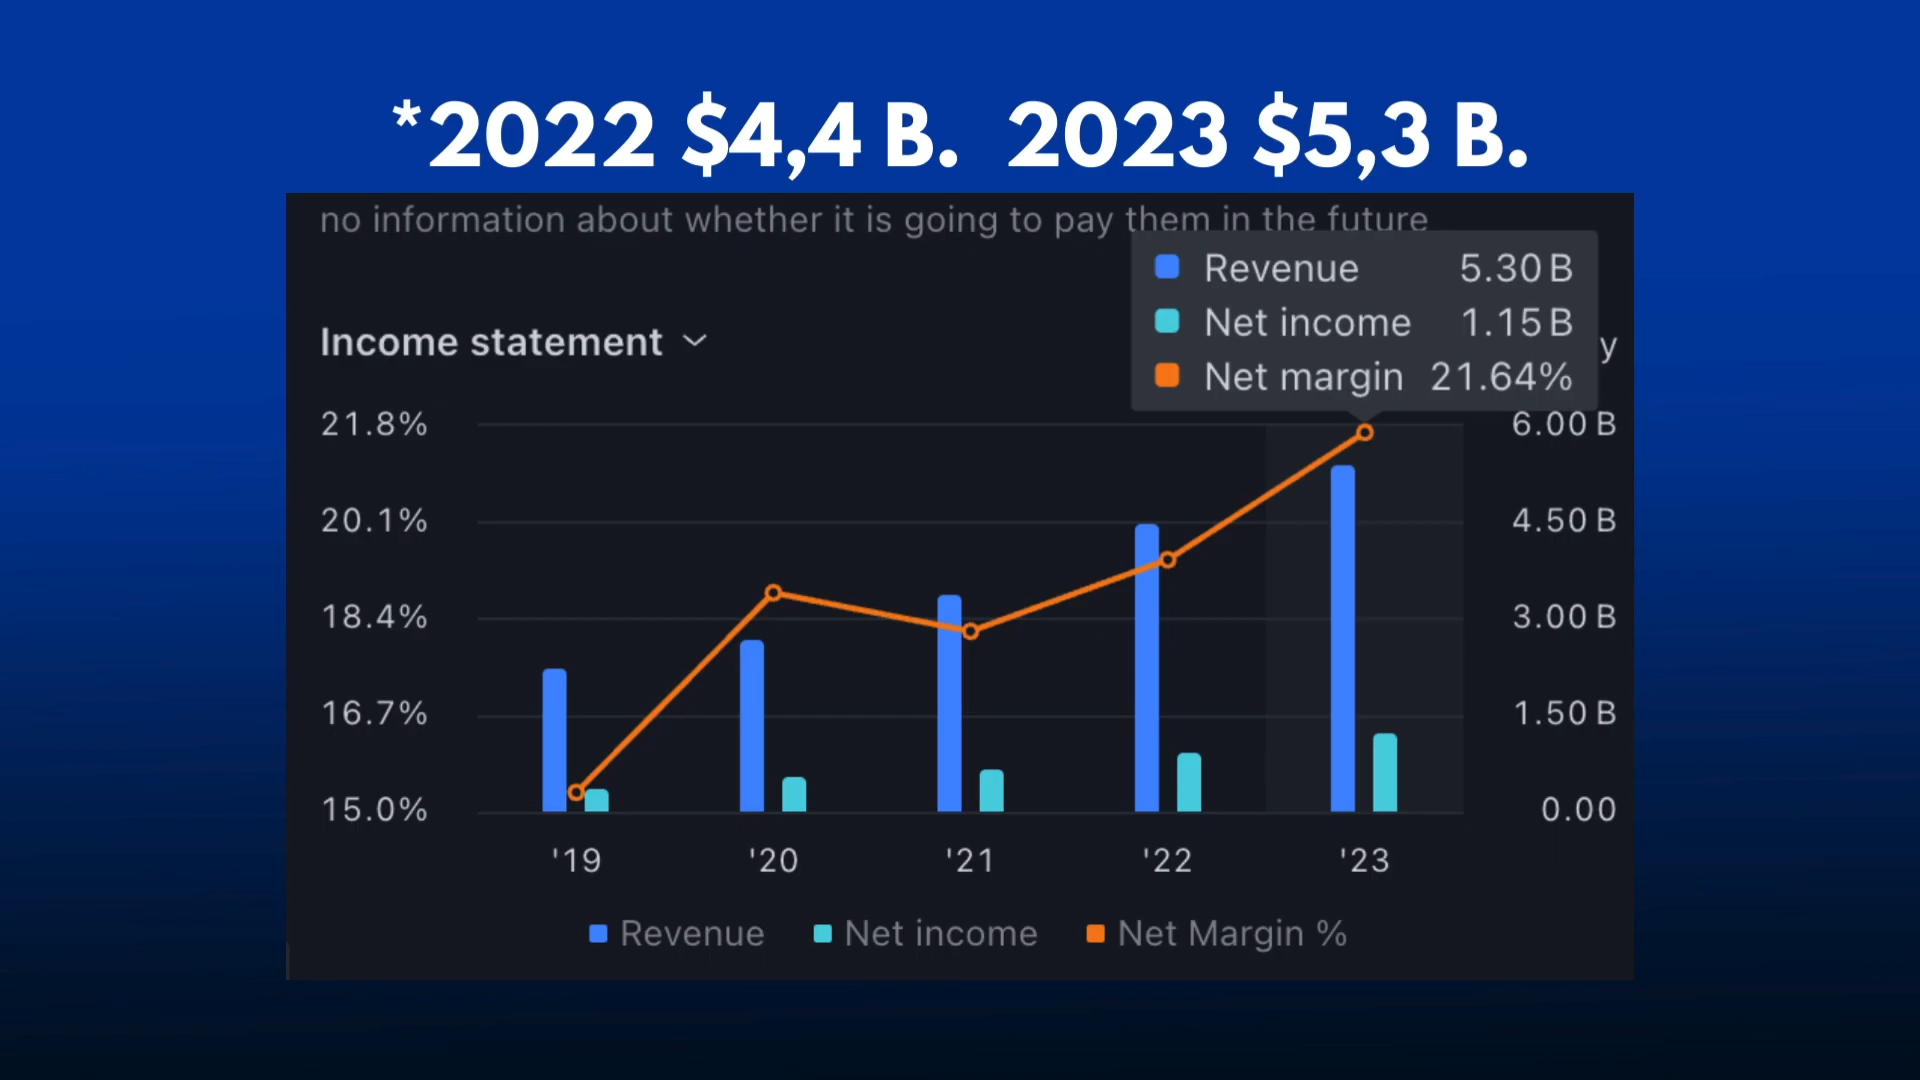 *2022 $4,4 B. 2023 $5,3 B.
no information about whether it is going to pay them in the future
Revenue 5.30 B
Net income 1.15 B
Net margin 21.64%
Income statement
y
21.8%
6.00 B
20.1%
4.50 B
18.4%
3.00 B
16.7%
1.50 B
15.0%
0.00
'19 '20 '21 '22 '23
Revenue Net income Net Margin %